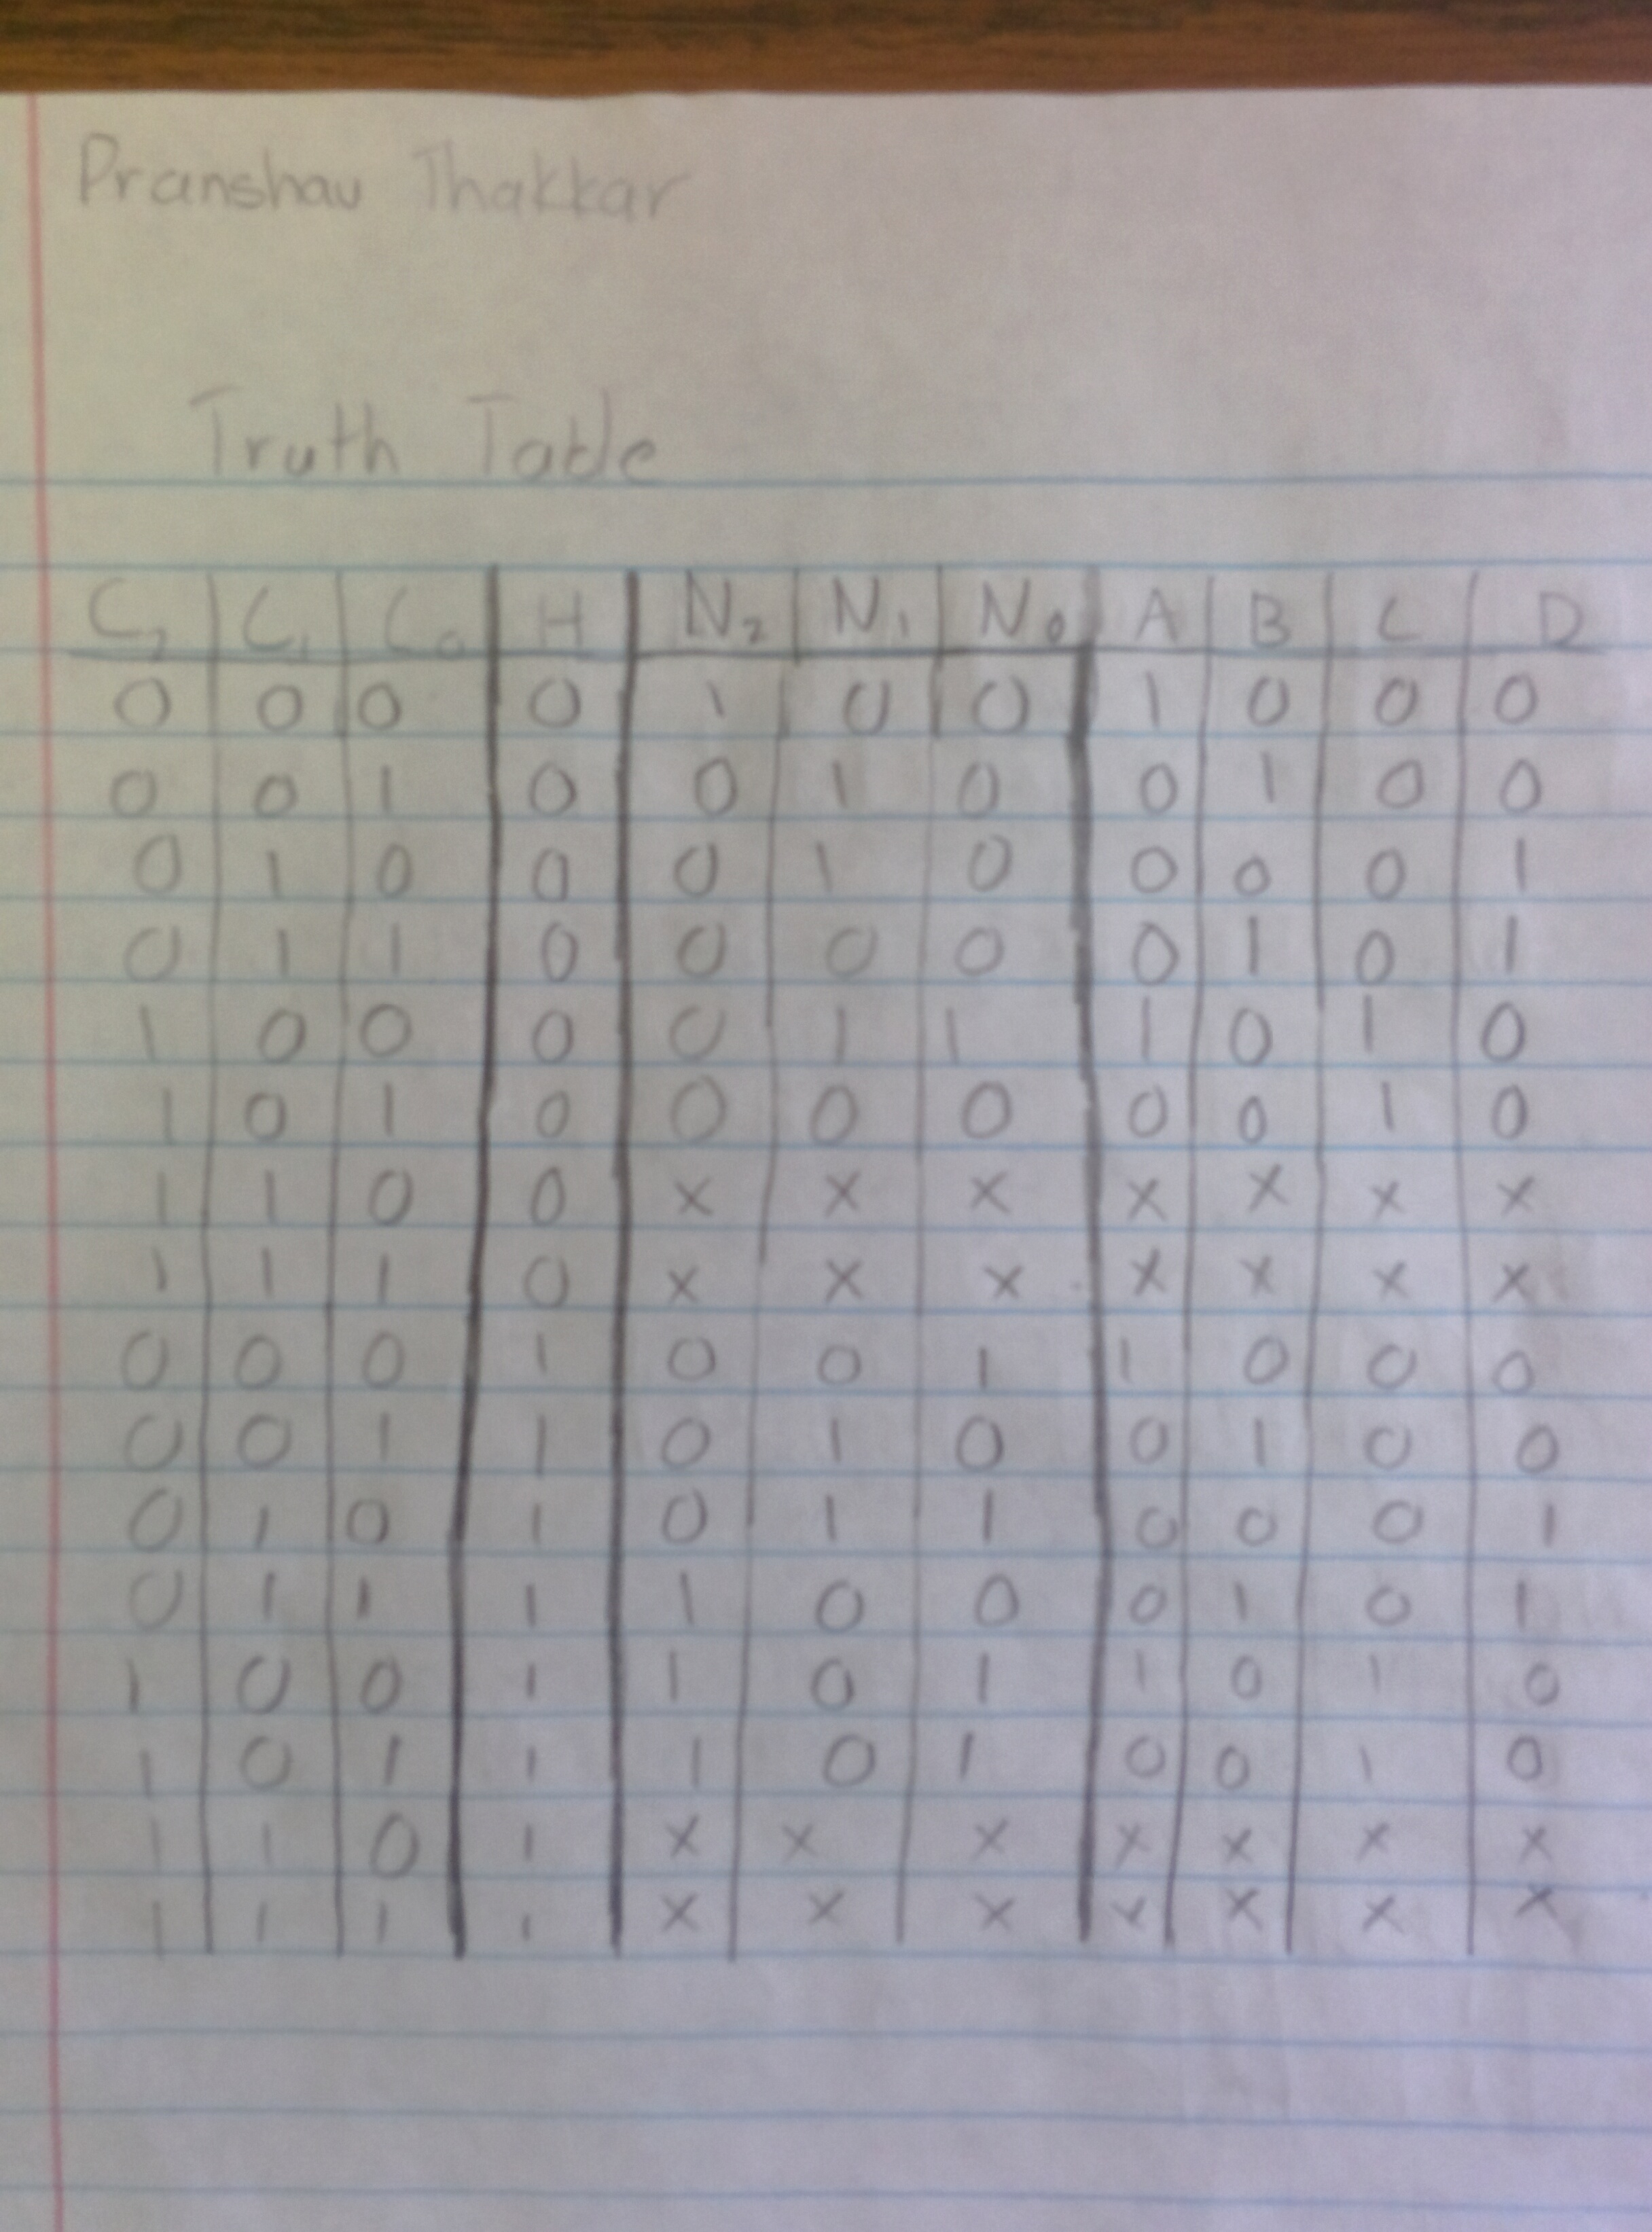 Pranshav Thakkar
Truth Table
C₂ C₁ C₀ H N₂ N₁ N₀ A B C D
0 0 0 0 1 0 0 1 0 0 0
0 0 1 0 0 1 0 0 1 0 0
0 1 0 0 0 1 0 0 0 0 1
0 1 1 0 0 0 0 0 1 0 1
1 0 0 0 0 1 1 1 0 1 0
1 0 1 0 0 0 0 0 0 1 0
1 1 0 0 x x x x x x x
1 1 1 0 x x x x x x x
0 0 0 1 0 0 1 1 0 0 0
0 0 1 1 0 1 0 0 1 0 0
0 1 0 1 0 1 1 0 0 0 1
0 1 1 1 1 0 0 0 1 0 1
1 0 0 1 1 0 1 1 0 1 0
1 0 1 1 1 0 1 0 0 1 0
1 1 0 1 x x x x x x x
1 1 1 1 x x x x x x x